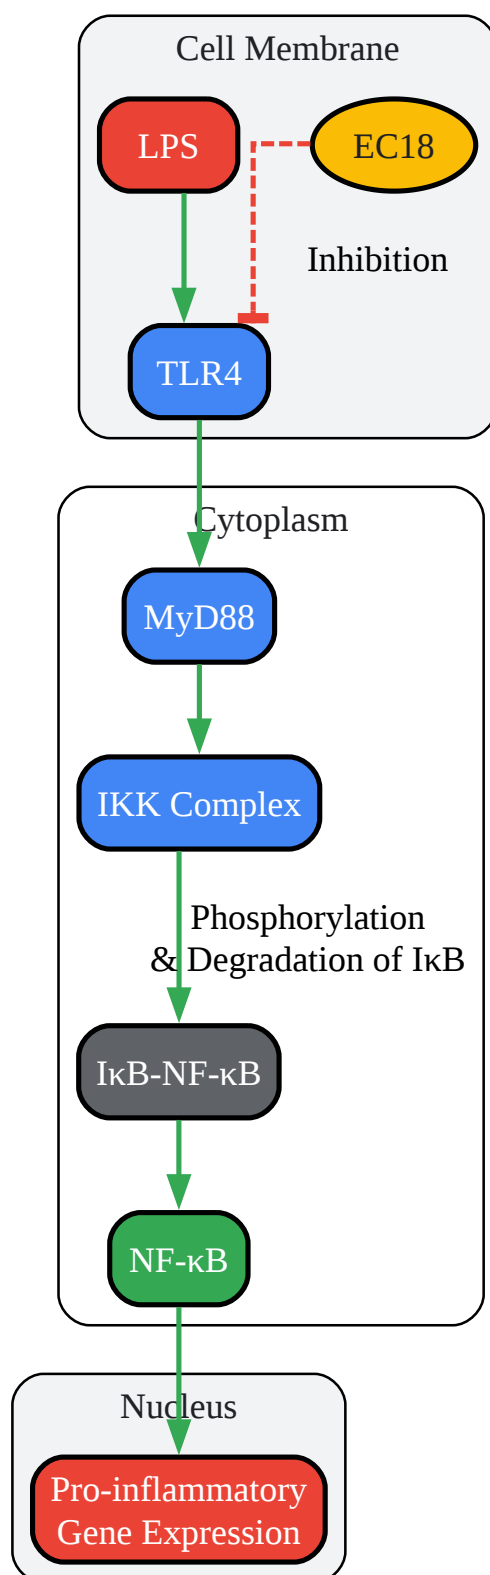 Cell Membrane
LPS
EC18
Inhibition
TLR4
Cytoplasm
MyD88
IKK Complex
Phosphorylation
& Degradation of IκB
IκB-NF-κB
NF-κB
Nucleus
Pro-inflammatory
Gene Expression